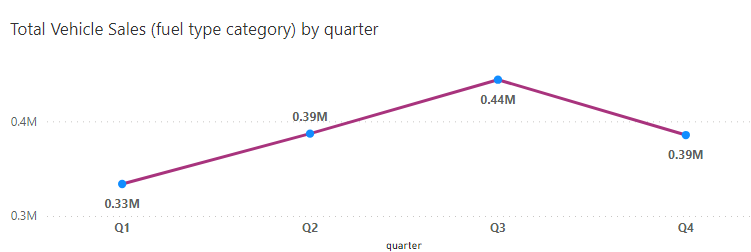 Total Vehicle Sales (fuel type category) by quarter
0.44M
0.39M
0.4M
0.39M
0.33M
0.3M
Q1 Q2 Q3 Q4
quarter